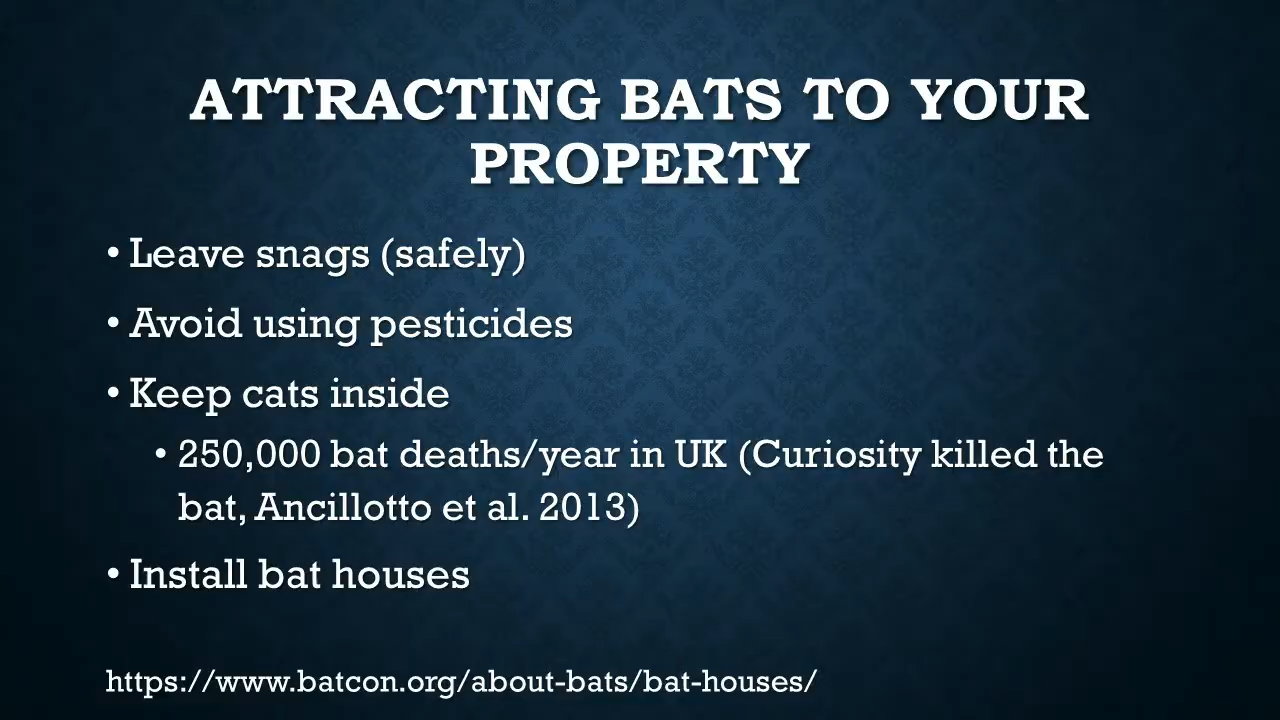 ATTRACTING BATS TO YOUR
PROPERTY
• Leave snags (safely)
• Avoid using pesticides
• Keep cats inside
• 250,000 bat deaths/year in UK (Curiosity killed the
bat, Ancillotto et al. 2013)
• Install bat houses
https://www.batcon.org/about-bats/bat-houses/